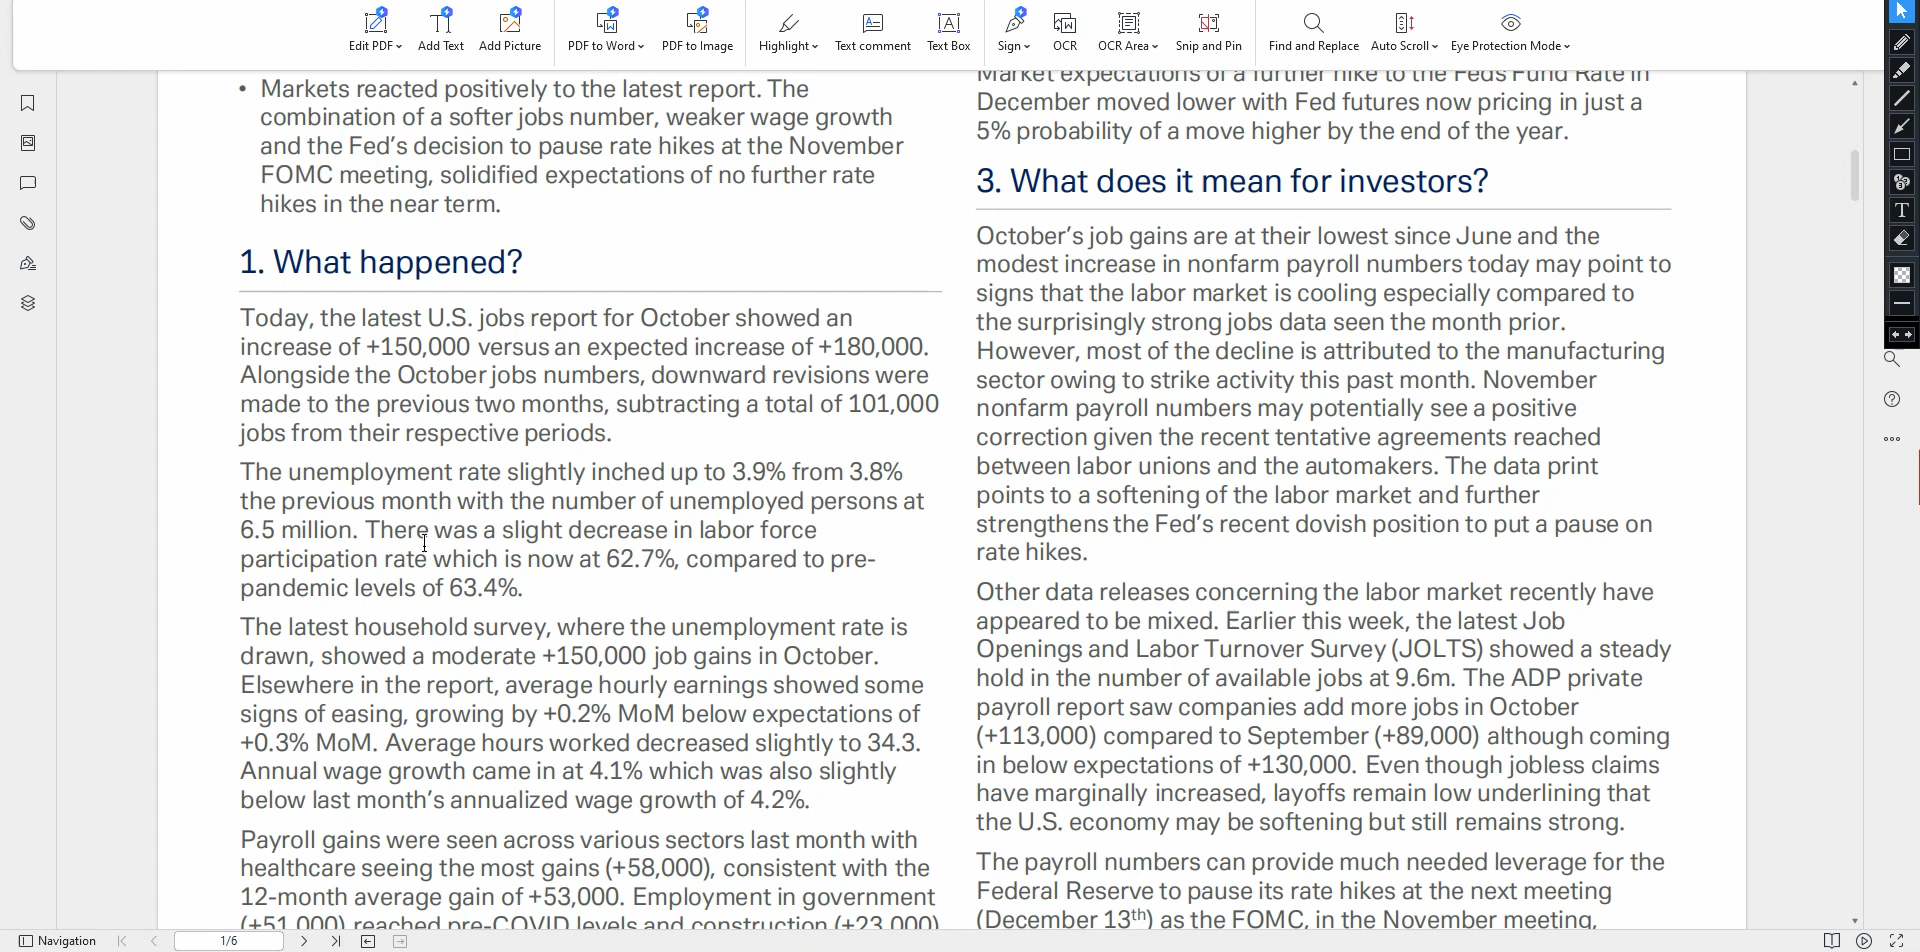 Edit PDF
Add Text
Add Picture
PDF to Word
PDF to Image
Highlight
Text comment
Text Box
Sign
OCR
OCR Area
Snip and Pin
Find and Replace
Auto Scroll
Eye Protection Mode
• Markets reacted positively to the latest report. The
combination of a softer jobs number, weaker wage growth
and the Fed's decision to pause rate hikes at the November
FOMC meeting, solidified expectations of no further rate
hikes in the near term.
1. What happened?
Today, the latest U.S. jobs report for October showed an
increase of +150,000 versus an expected increase of +180,000.
Alongside the October jobs numbers, downward revisions were
made to the previous two months, subtracting a total of 101,000
jobs from their respective periods.
The unemployment rate slightly inched up to 3.9% from 3.8%
the previous month with the number of unemployed persons at
6.5 million. There was a slight decrease in labor force
participation rate which is now at 62.7%, compared to pre-
pandemic levels of 63.4%.
The latest household survey, where the unemployment rate is
drawn, showed a moderate +150,000 job gains in October.
Elsewhere in the report, average hourly earnings showed some
signs of easing, growing by +0.2% MoM below expectations of
+0.3% MoM. Average hours worked decreased slightly to 34.3.
Annual wage growth came in at 4.1% which was also slightly
below last month's annualized wage growth of 4.2%.
Payroll gains were seen across various sectors last month with
healthcare seeing the most gains (+58,000), consistent with the
12-month average gain of +53,000. Employment in government
(+51,000) reached pre-COVID levels and construction (+23,000)
Market expectations of a further hike to the Feds Fund Rate in
December moved lower with Fed futures now pricing in just a
5% probability of a move higher by the end of the year.
3. What does it mean for investors?
October's job gains are at their lowest since June and the
modest increase in nonfarm payroll numbers today may point to
signs that the labor market is cooling especially compared to
the surprisingly strong jobs data seen the month prior.
However, most of the decline is attributed to the manufacturing
sector owing to strike activity this past month. November
nonfarm payroll numbers may potentially see a positive
correction given the recent tentative agreements reached
between labor unions and the automakers. The data print
points to a softening of the labor market and further
strengthens the Fed's recent dovish position to put a pause on
rate hikes.
Other data releases concerning the labor market recently have
appeared to be mixed. Earlier this week, the latest Job
Openings and Labor Turnover Survey (JOLTS) showed a steady
hold in the number of available jobs at 9.6m. The ADP private
payroll report saw companies add more jobs in October
(+113,000) compared to September (+89,000) although coming
in below expectations of +130,000. Even though jobless claims
have marginally increased, layoffs remain low underlining that
the U.S. economy may be softening but still remains strong.
The payroll numbers can provide much needed leverage for the
Federal Reserve to pause its rate hikes at the next meeting
(December 13th) as the FOMC, in the November meeting,
Navigation
1/6